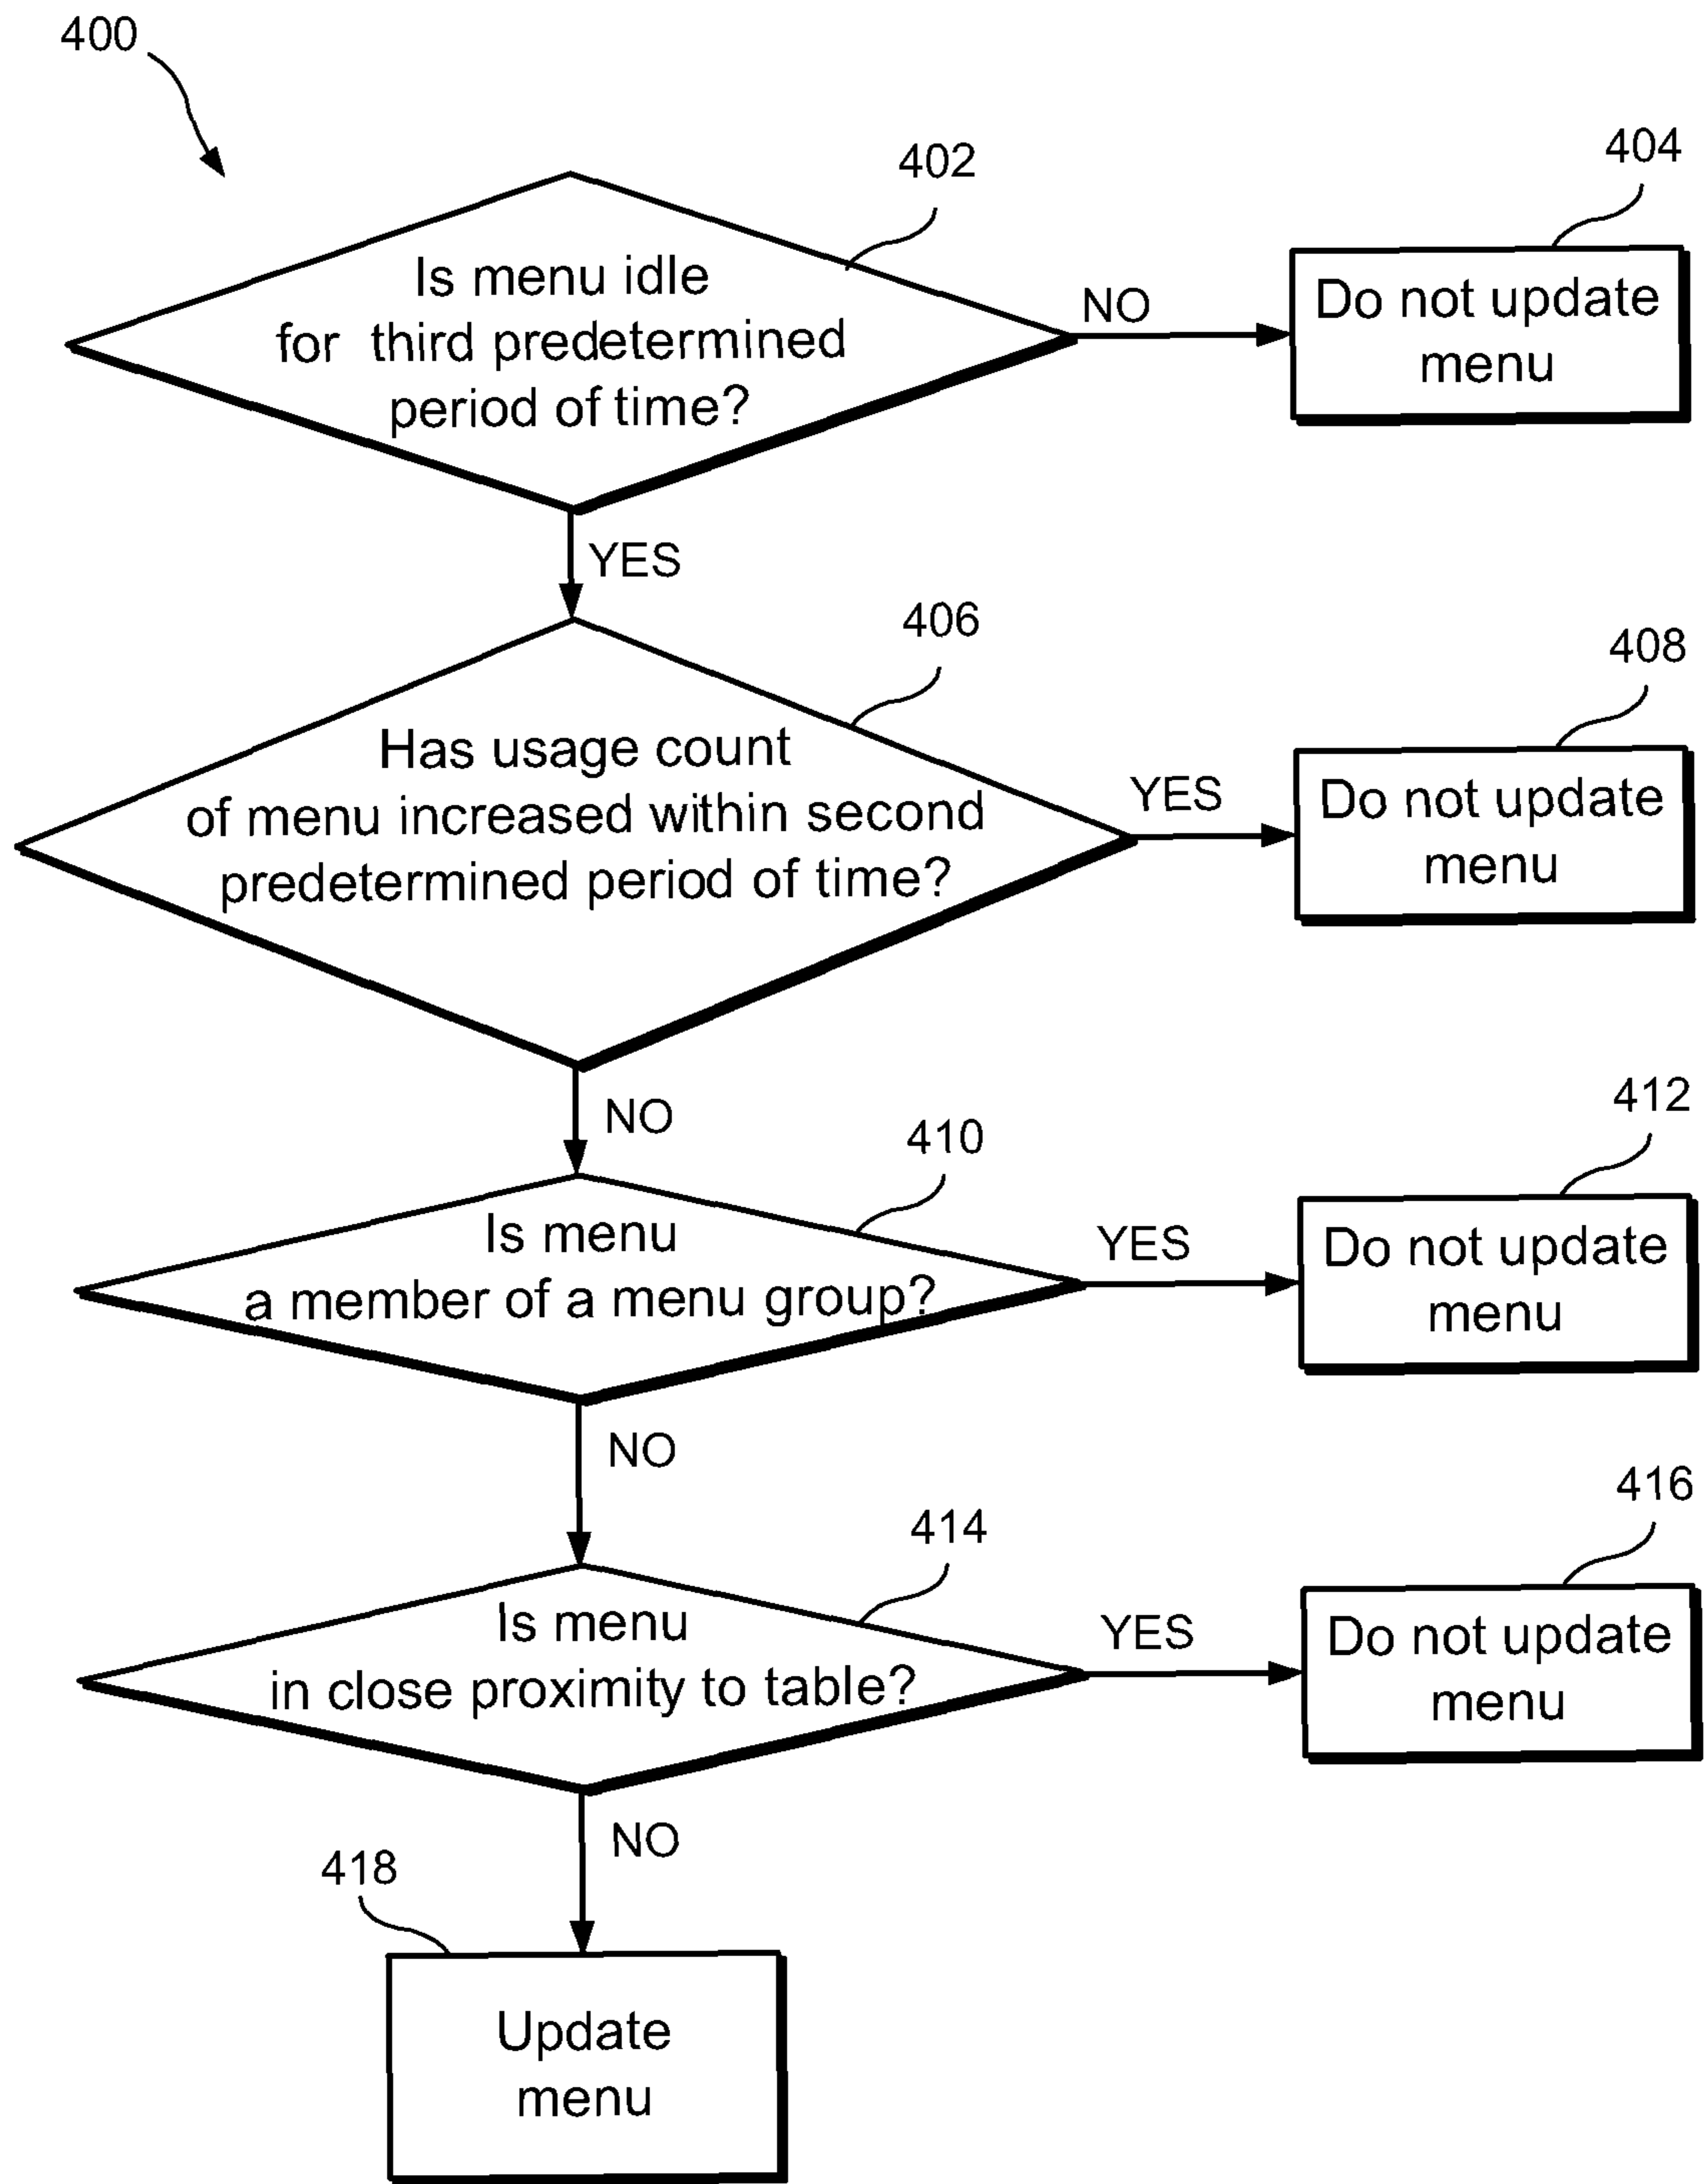 400
402
404
Is menu idle
for third predetermined
period of time?
NO
Do not update
menu
YES
406
408
Has usage count
of menu increased within second
predetermined period of time?
YES
Do not update
menu
NO
410
412
Is menu
a member of a menu group?
YES
Do not update
menu
NO
414
416
Is menu
in close proximity to table?
YES
Do not update
menu
NO
418
Update
menu